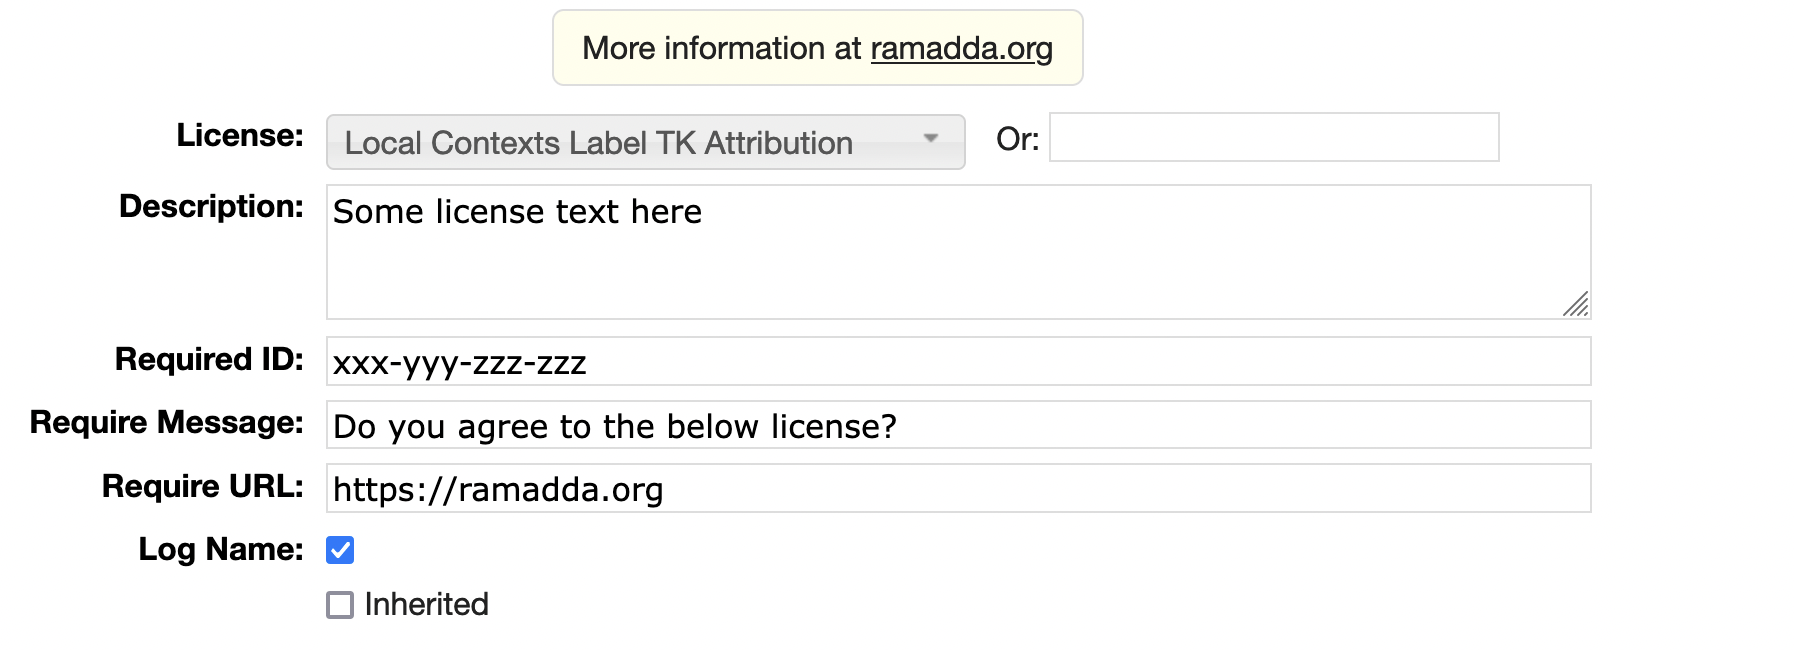 More information at ramadda.org
License: Local Contexts Label TK Attribution Or:
Description: Some license text here
Required ID: xxx-yyy-zzz-zzz
Require Message: Do you agree to the below license?
Require URL: https://ramadda.org
Log Name:
Inherited